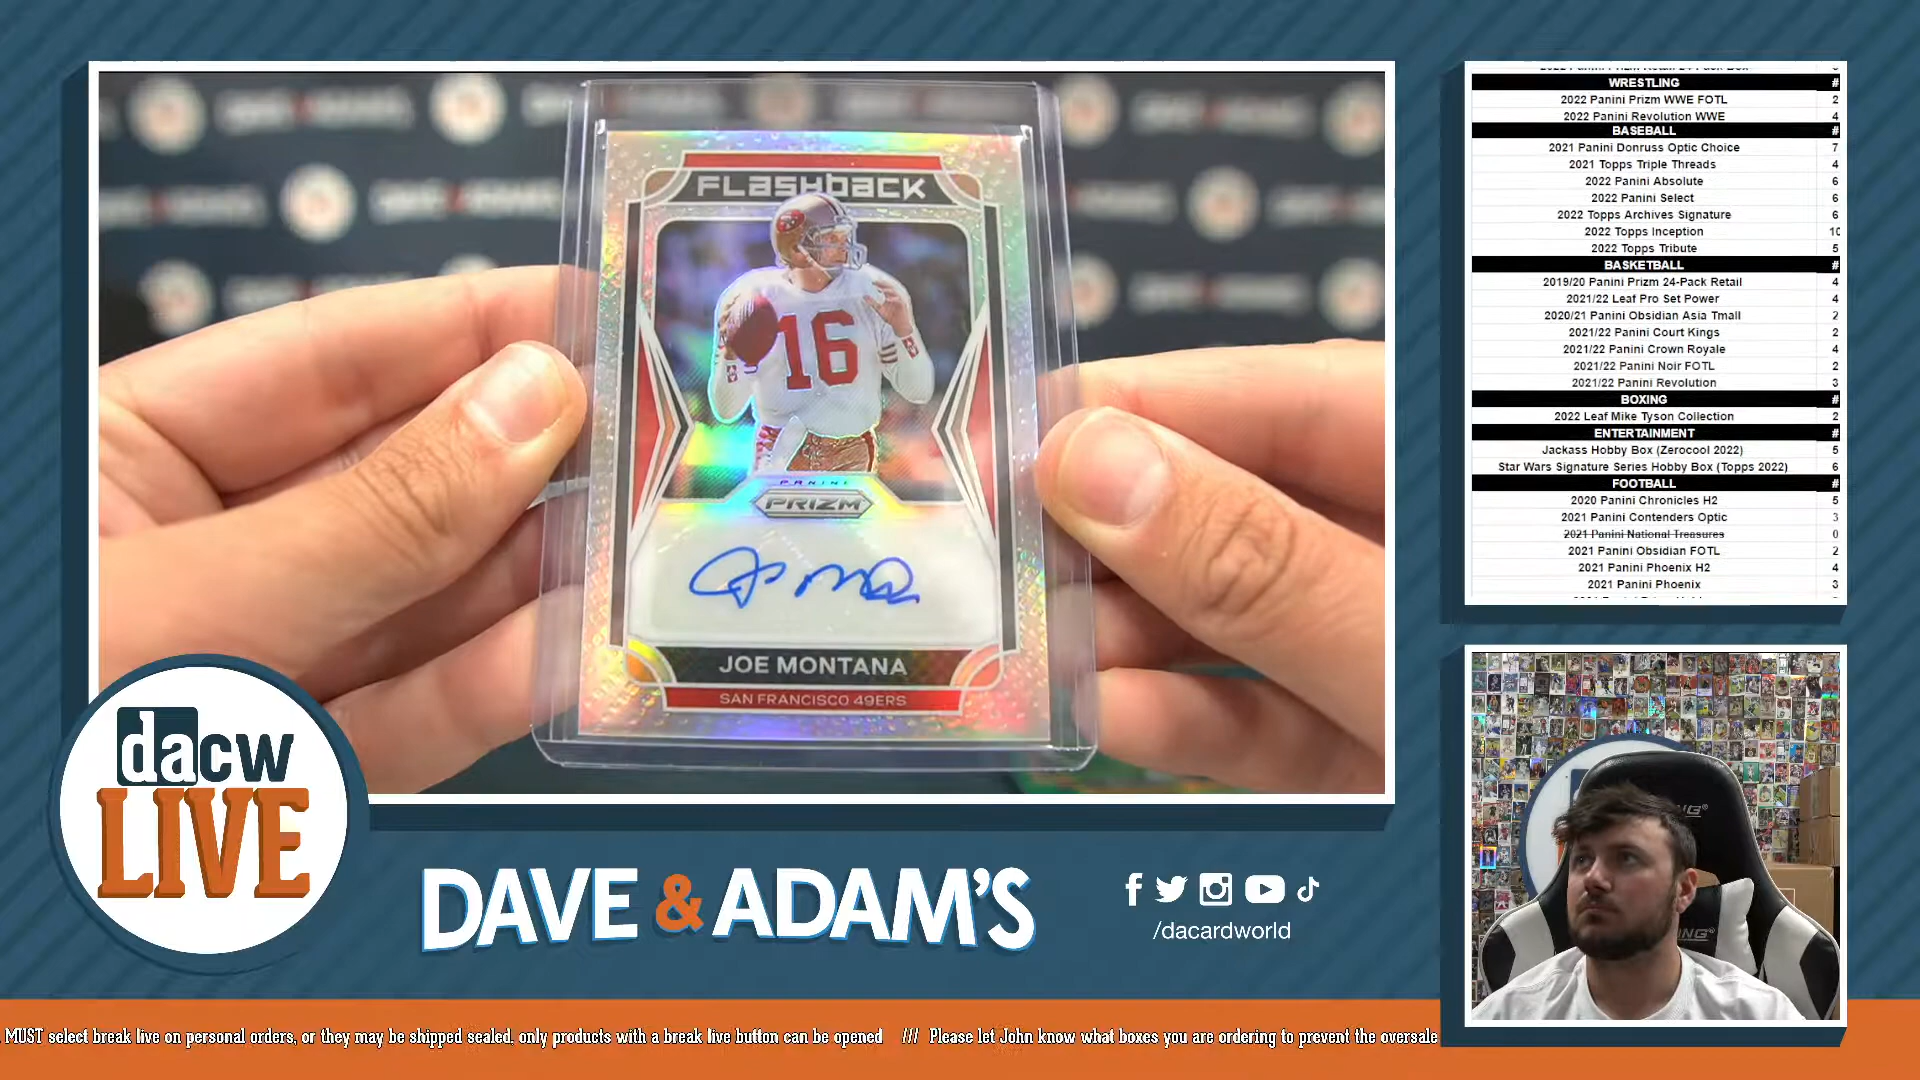 FLASHBACK
16
PANINI
PRIZM
JOE MONTANA
SAN FRANCISCO 49ERS
dacw
LIVE
DAVE & ADAM'S
/dacardworld
WRESTLING #
2022 Panini Prizm WWE FOTL 2
2022 Panini Revolution WWE 4
BASEBALL #
2021 Panini Donruss Optic Choice 7
2021 Topps Triple Threads 4
2022 Panini Absolute 6
2022 Panini Select 6
2022 Topps Archives Signature 6
2022 Topps Inception 10
2022 Topps Tribute 5
BASKETBALL #
2019/20 Panini Prizm 24-Pack Retail 4
2021/22 Leaf Pro Set Power 4
2020/21 Panini Obsidian Asia Tmall 2
2021/22 Panini Court Kings 2
2021/22 Panini Crown Royale 4
2021/22 Panini Noir FOTL 2
2021/22 Panini Revolution 3
BOXING #
2022 Leaf Mike Tyson Collection 2
ENTERTAINMENT #
Jackass Hobby Box (Zerocool 2022) 5
Star Wars Signature Series Hobby Box (Topps 2022) 6
FOOTBALL #
2020 Panini Chronicles H2 5
2021 Panini Contenders Optic 3
2021 Panini National Treasures 0
2021 Panini Obsidian FOTL 2
2021 Panini Phoenix H2 4
2021 Panini Phoenix 3
MUST select break live on personal orders, or they may be shipped sealed, only products with a break live button can be opened /// Please let John know what boxes you are ordering to prevent the oversale